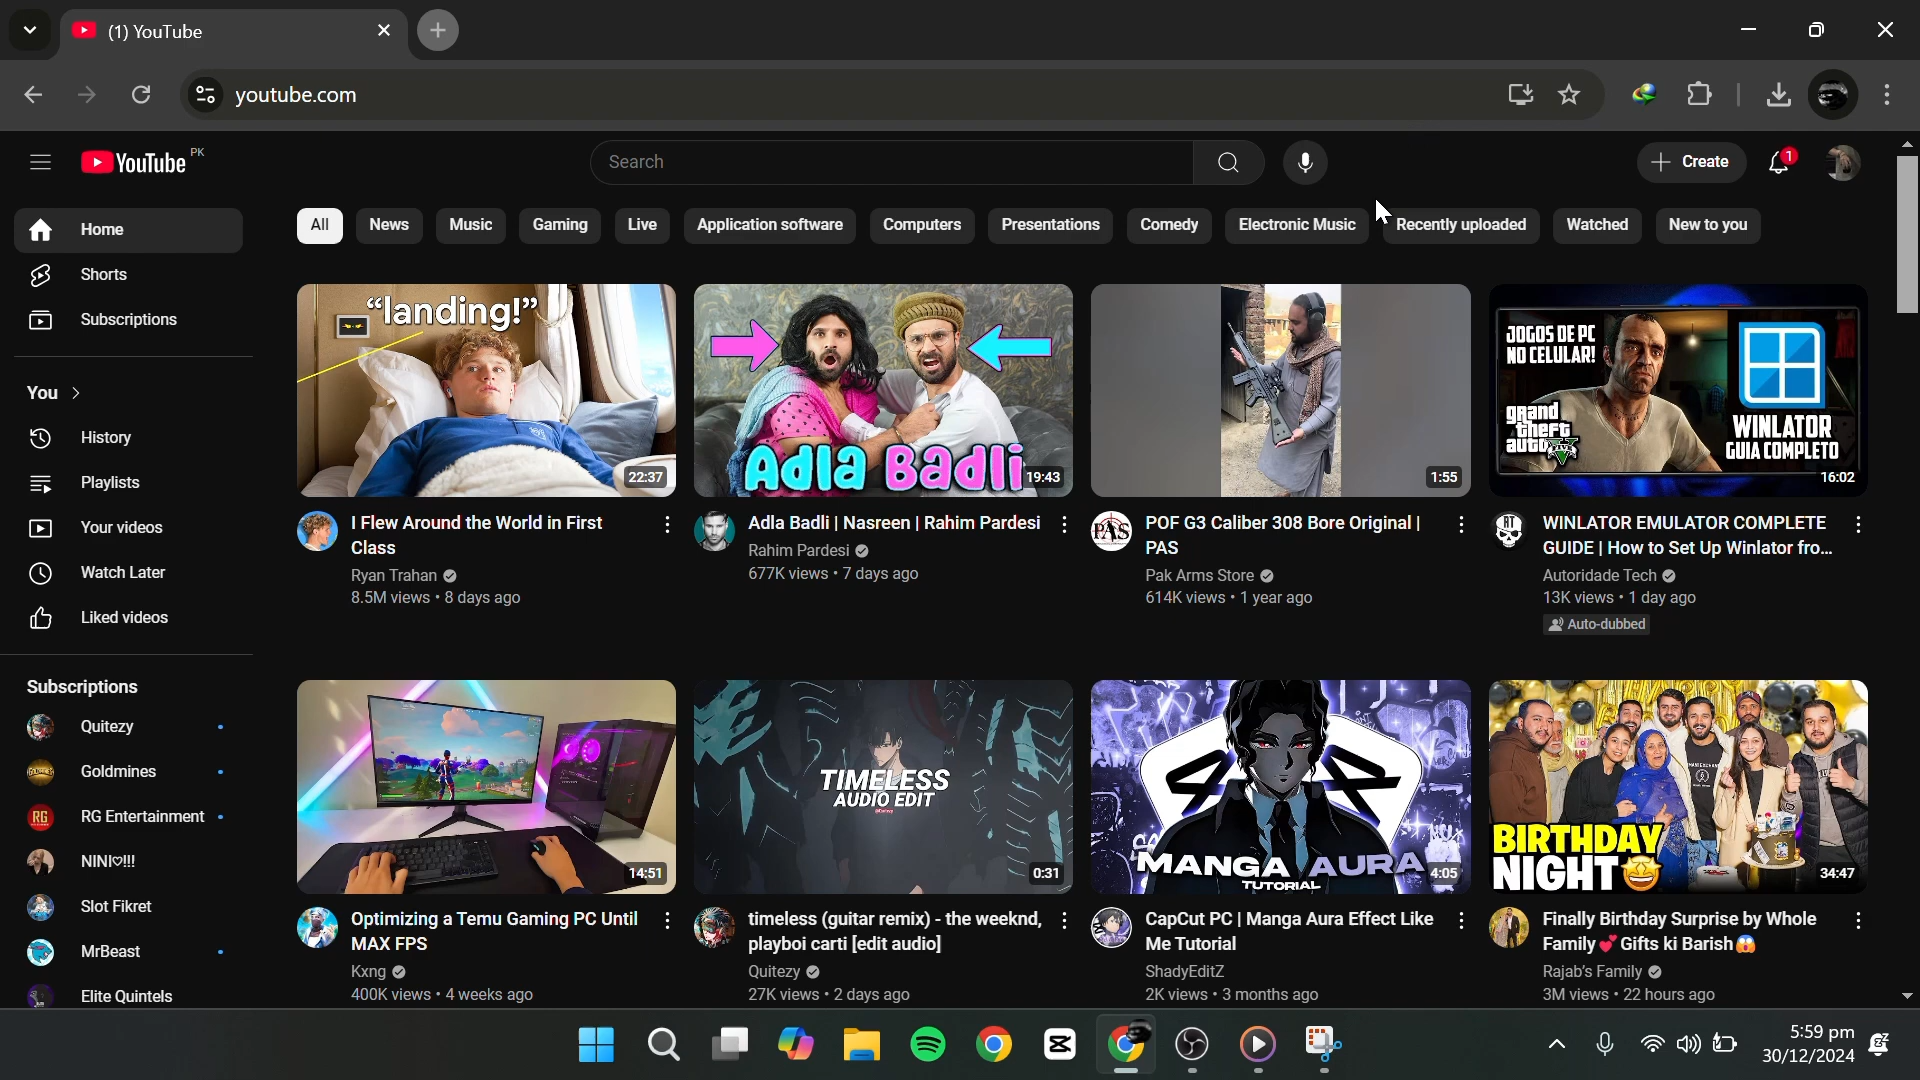 (1) YouTube
youtube.com
YouTube PK
Search
Create
1
Home
Shorts
Subscriptions
You
History
Playlists
Your videos
Watch Later
Liked videos
Subscriptions
Quitezy
Goldmines
RG Entertainment
NINI♡!!!
Slot Fikret
MrBeast
Elite Quintels
All News Music Gaming Live Application software Computers Presentations Comedy Electronic Music Recently uploaded Watched New to you
“landing!”
22:37
I Flew Around the World in First
Class
Ryan Trahan
8.5M views • 8 days ago
Adla Badli
19:43
Adla Badli | Nasreen | Rahim Pardesi
Rahim Pardesi
677K views • 7 days ago
1:55
PAS
POF G3 Caliber 308 Bore Original |
PAS
Pak Arms Store
614K views • 1 year ago
JOGOS DE PC
NO CELULAR!
grand
theft
auto
V
WINLATOR
GUIA COMPLETO
16:02
WINLATOR EMULATOR COMPLETE
GUIDE | How to Set Up Winlator fro...
Autoridade Tech
13K views • 1 day ago
Auto-dubbed
14:51
Optimizing a Temu Gaming PC Until
MAX FPS
Kxng
400K views • 4 weeks ago
TIMELESS
AUDIO EDIT
0:31
timeless (guitar remix) - the weeknd,
playboi carti [edit audio]
Quitezy
27K views • 2 days ago
MANGA AURA
TUTORIAL
4:05
CapCut PC | Manga Aura Effect Like
Me Tutorial
ShadyEditZ
2K views • 3 months ago
BIRTHDAY
NIGHT🤩
34:47
Finally Birthday Surprise by Whole
Family💕Gifts ki Barish😱
Rajab's Family
3M views • 22 hours ago
5:59 pm
30/12/2024